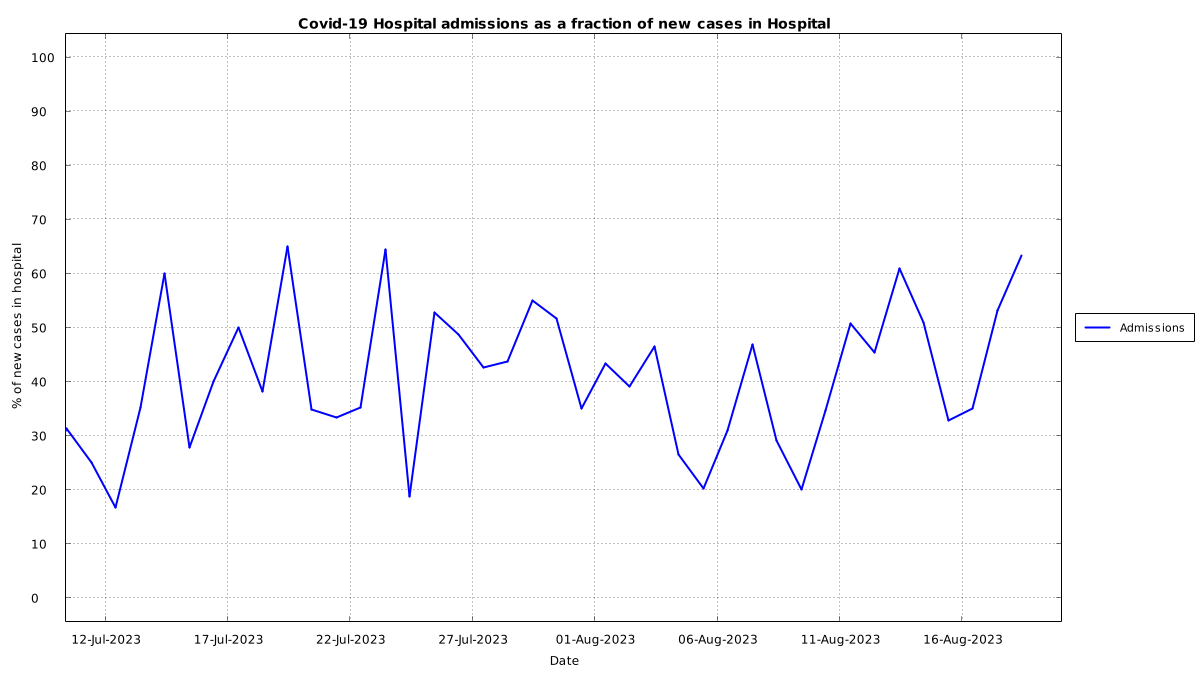 Covid-19 Hospital admissions as a fraction of new cases in Hospital
% of new cases in hospital
100
90
80
70
60
50
40
30
20
10
0
Admissions
12-Jul-2023
17-Jul-2023
22-Jul-2023
27-Jul-2023
01-Aug-2023
06-Aug-2023
11-Aug-2023
16-Aug-2023
Date